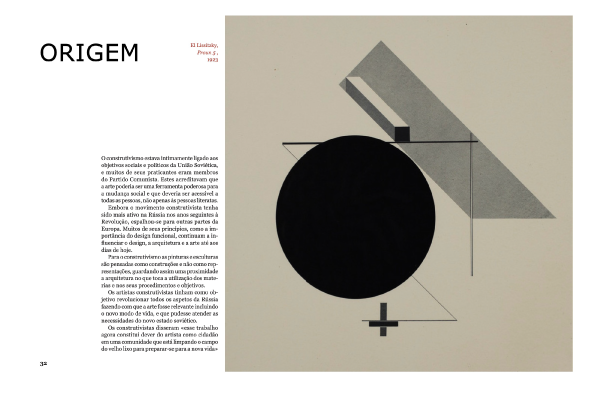 ORIGEM
El Lissitzky,
Proun 5.,
1923
O construtivismo estava intimamente ligado aos
objetivos sociais e políticos da União Soviética,
e muitos de seus praticantes eram membros
do Partido Comunista. Estes acreditavam que
a arte poderia ser uma ferramenta poderosa para
a mudança social e que deveria ser acessível a
todas as pessoas, não apenas às pessoas literatas.
Embora o movimento construtivista tenha
sido mais ativo na Rússia nos anos seguintes à
Revolução, espalhou-se para outras partes da
Europa. Muitos de seus princípios, como a im-
portância do design funcional, continuam a in-
fluenciar o design, a arquitetura e a arte até aos
dias de hoje.
Para o construtivismo as pinturas e esculturas
são pensadas como construções e não como rep-
resentações, guardando assim uma proximidade
a arquitetura no que toca a utilização dos mate-
rias e nos seus procedimentos e objetivos.
Os artistas construtivistas tinham como ob-
jetivo revolucionar todos os aspetos da Rússia
fazendo com que a arte fosse relevante incluindo
o novo modo de vida, e que pudesse atender as
necessidades do novo estado soviético.
Os construtivistas disseram «esse trabalho
agora constitui dever do artista como cidadão
em uma comunidade que está limpando o campo
do velho lixo para preparar-se para a nova vida»
32